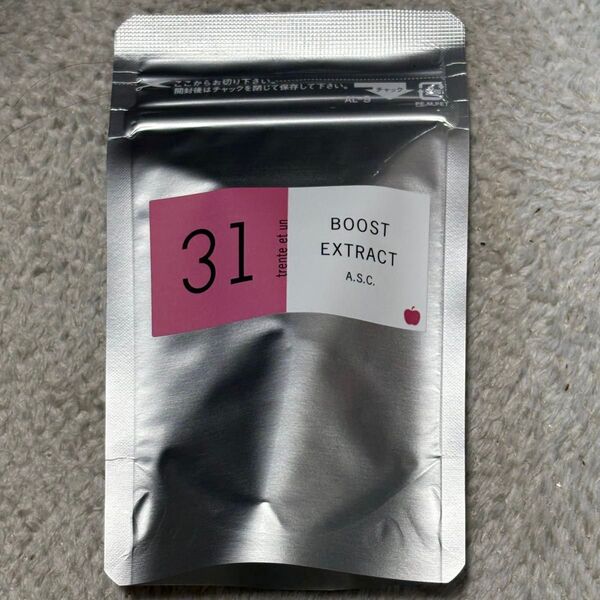 ここからお切り下さい。
開封後はチャックを閉じて保存して下さい。
チャック
AL-S
PE,M,PET
31
trente et un
BOOST
EXTRACT
A.S.C.